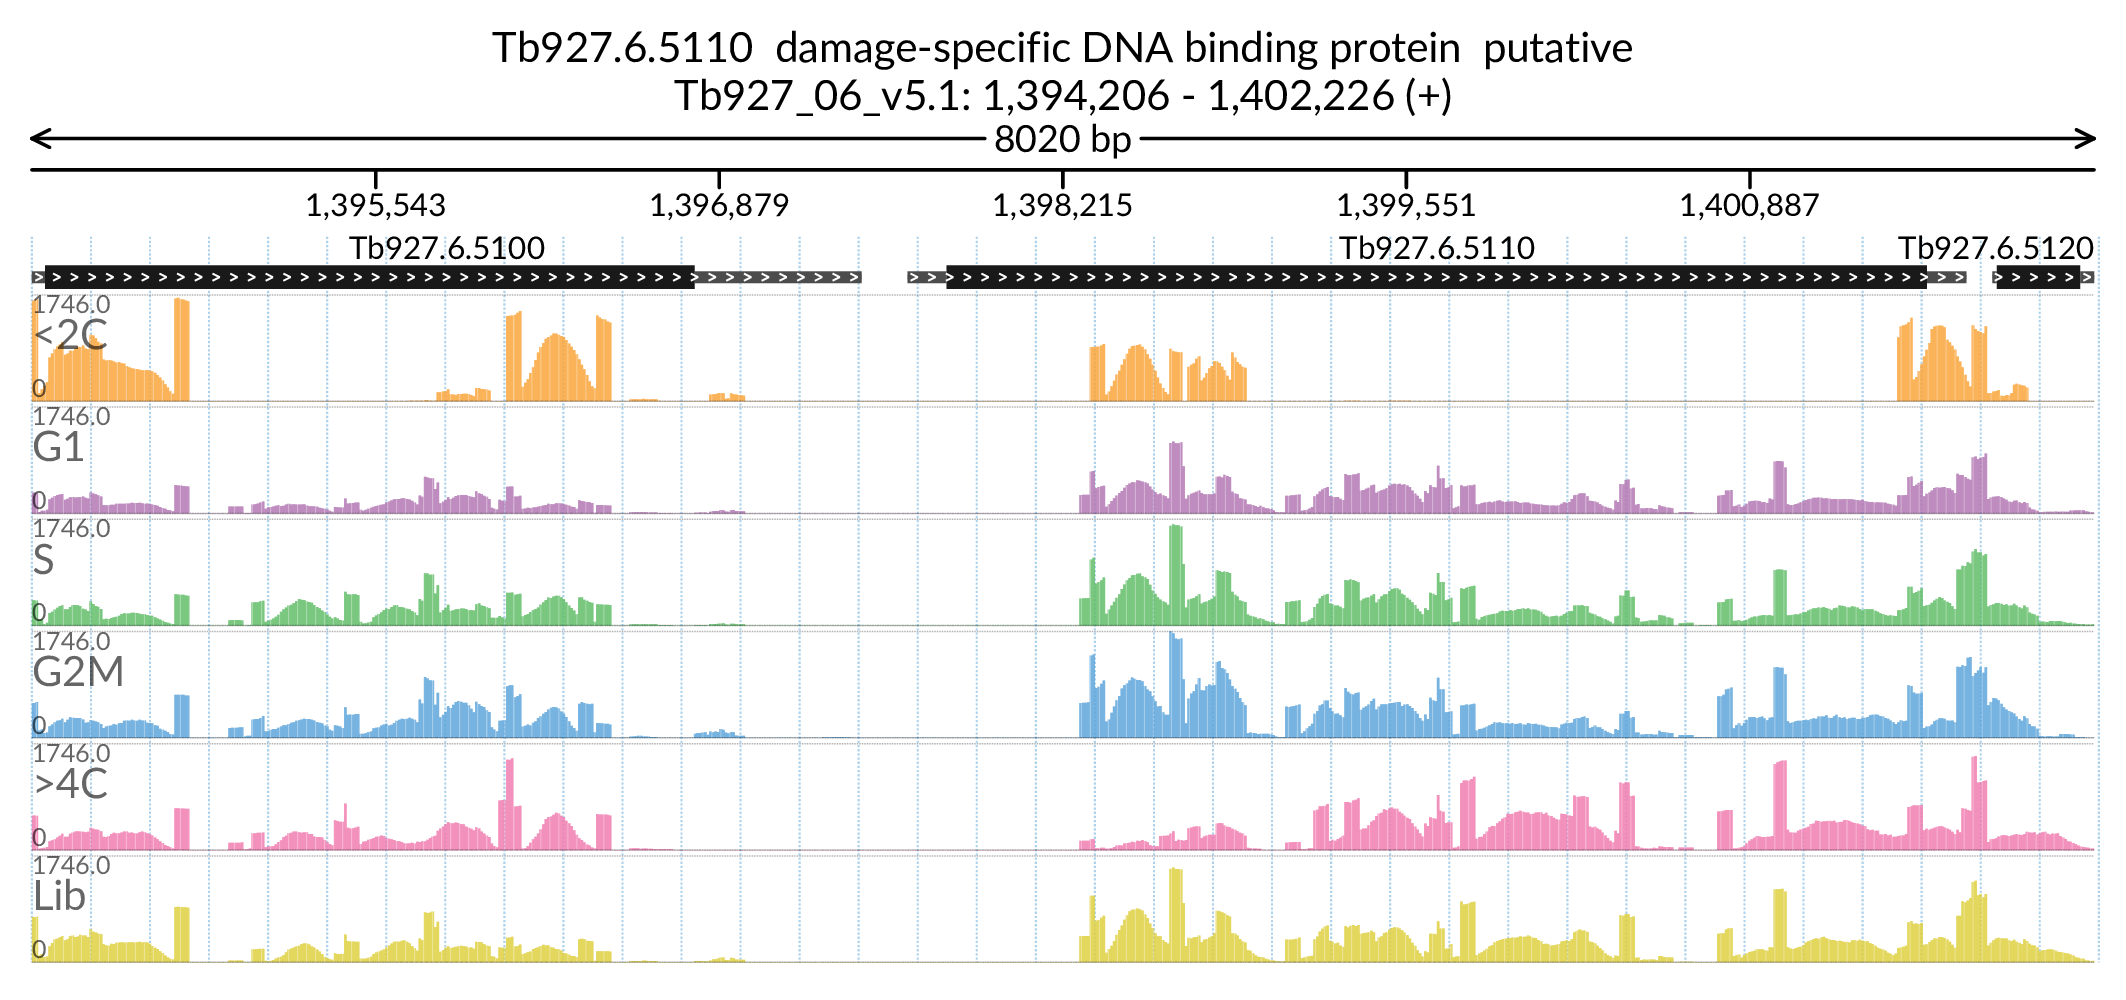 Tb927.6.5110  damage-specific DNA binding protein  putative
Tb927_06_v5.1: 1,394,206 - 1,402,226 (+)
8020 bp
1,395,543 1,396,879 1,398,215 1,399,551 1,400,887
Tb927.6.5100 Tb927.6.5110 Tb927.6.5120
1746.0
<2C
0
1746.0
G1
0
1746.0
S
0
1746.0
G2M
0
1746.0
>4C
0
1746.0
Lib
0